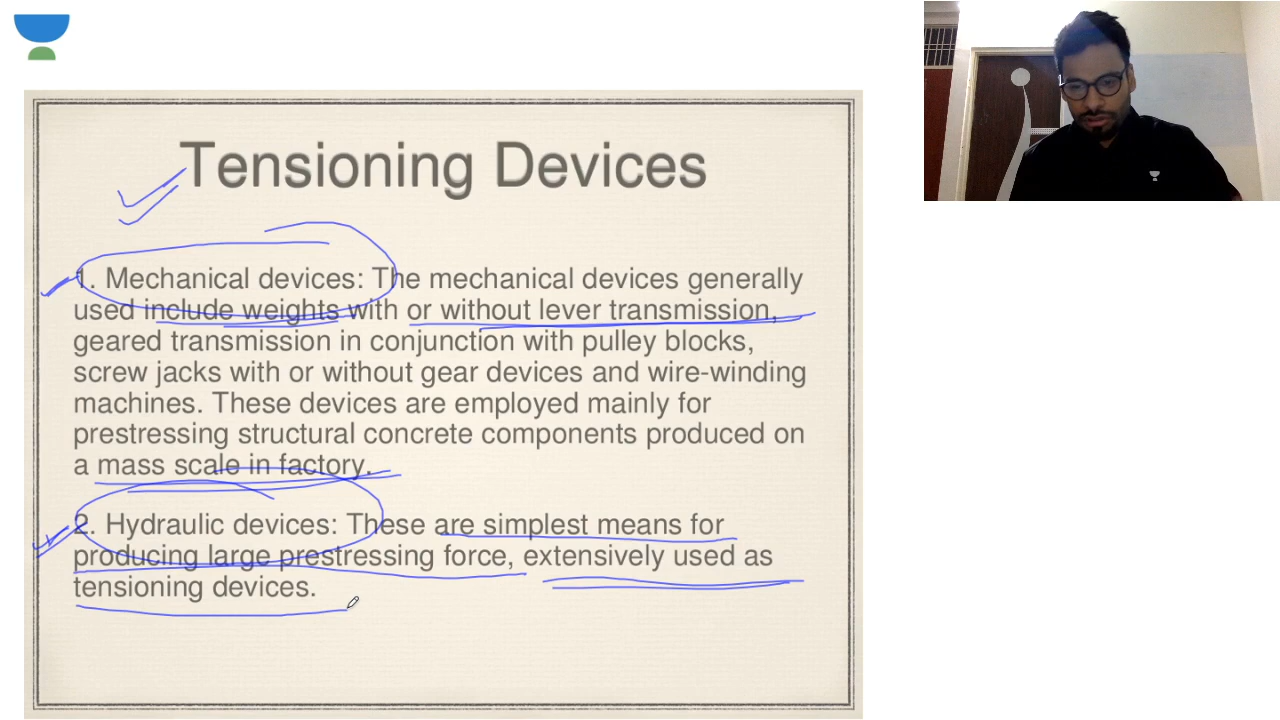 Tensioning Devices
1. Mechanical devices: The mechanical devices generally
used include weights with or without lever transmission,
geared transmission in conjunction with pulley blocks,
screw jacks with or without gear devices and wire-winding
machines. These devices are employed mainly for
prestressing structural concrete components produced on
a mass scale in factory.
2. Hydraulic devices: These are simplest means for
producing large prestressing force, extensively used as
tensioning devices.